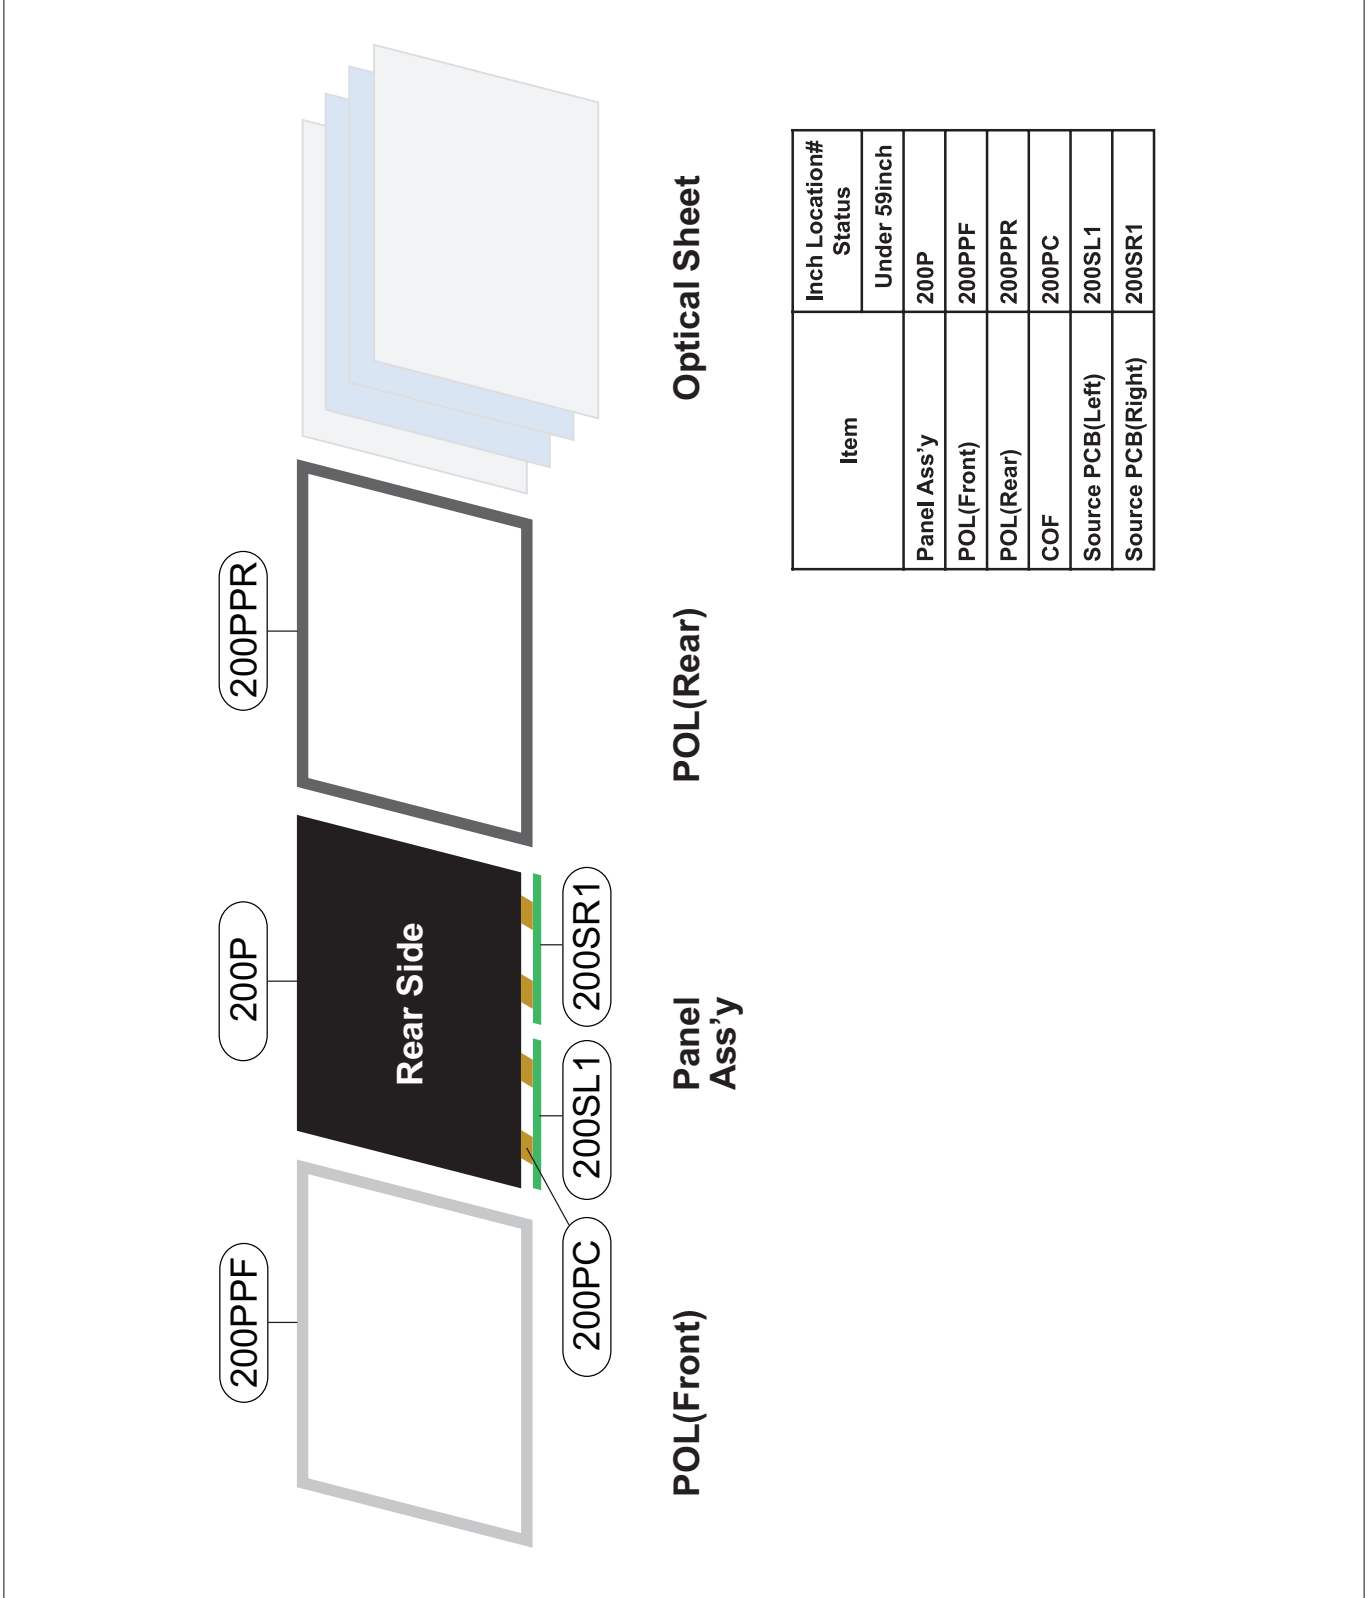 200PPF
200P
200PPR
Rear Side
200PC
200SL1
200SR1
POL(Front)
Panel
Ass’y
POL(Rear)
Optical Sheet
Item
Inch Location#
Status
Under 59inch
Panel Ass’y 200P
POL(Front) 200PPF
POL(Rear) 200PPR
COF 200PC
Source PCB(Left) 200SL1
Source PCB(Right) 200SR1